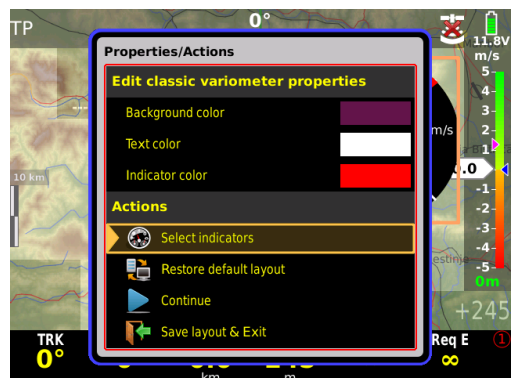 TP
0°
11.8V
m/s
Properties/Actions
Edit classic variometer properties
Background color
Text color
Indicator color
Actions
Select indicators
Restore default layout
Continue
Save layout & Exit
10 km
m/s
5
4
3
2
1
.0
-1
-2
-3
-4
-5
0m
+245
TRK
0°
km
m
Req E
1
∞